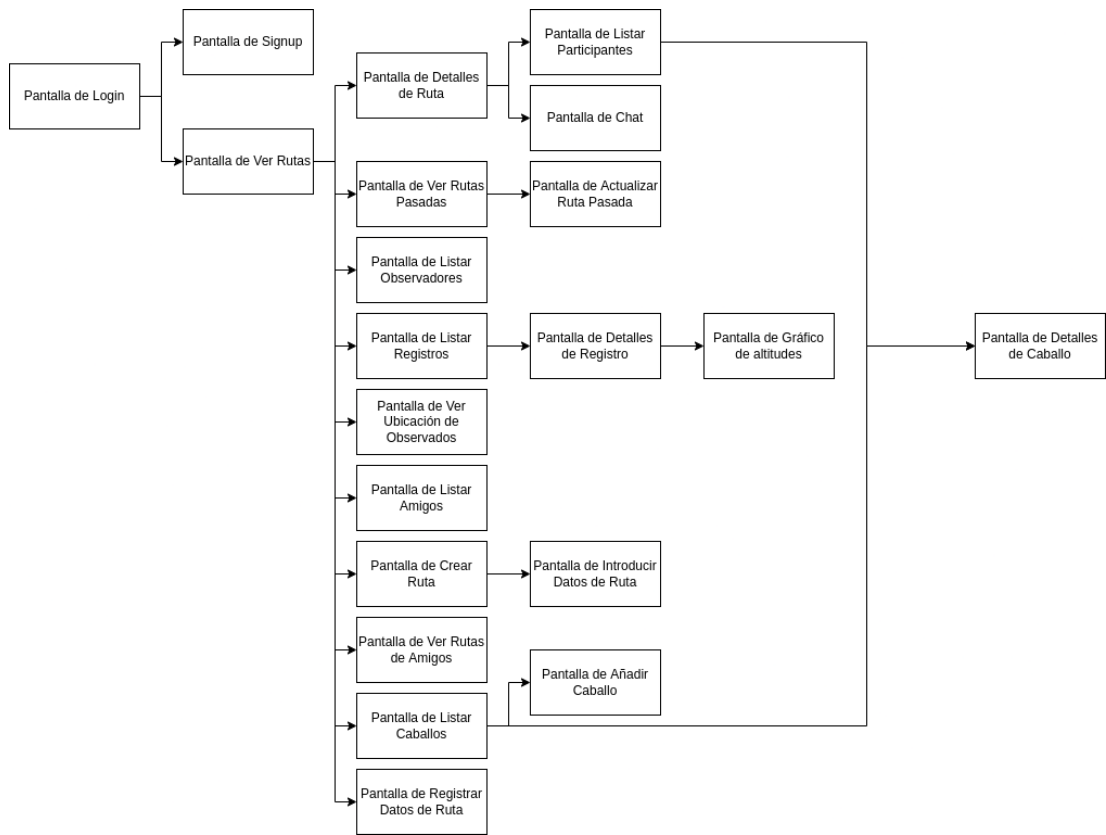 Pantalla de Login
Pantalla de Signup
Pantalla de Ver Rutas
Pantalla de Detalles
de Ruta
Pantalla de Listar
Participantes
Pantalla de Chat
Pantalla de Ver Rutas
Pasadas
Pantalla de Actualizar
Ruta Pasada
Pantalla de Listar
Observadores
Pantalla de Listar
Registros
Pantalla de Detalles
de Registro
Pantalla de Gráfico
de altitudes
Pantalla de Detalles
de Caballo
Pantalla de Ver
Ubicación de
Observados
Pantalla de Listar
Amigos
Pantalla de Crear
Ruta
Pantalla de Introducir
Datos de Ruta
Pantalla de Ver Rutas
de Amigos
Pantalla de Añadir
Caballo
Pantalla de Listar
Caballos
Pantalla de Registrar
Datos de Ruta